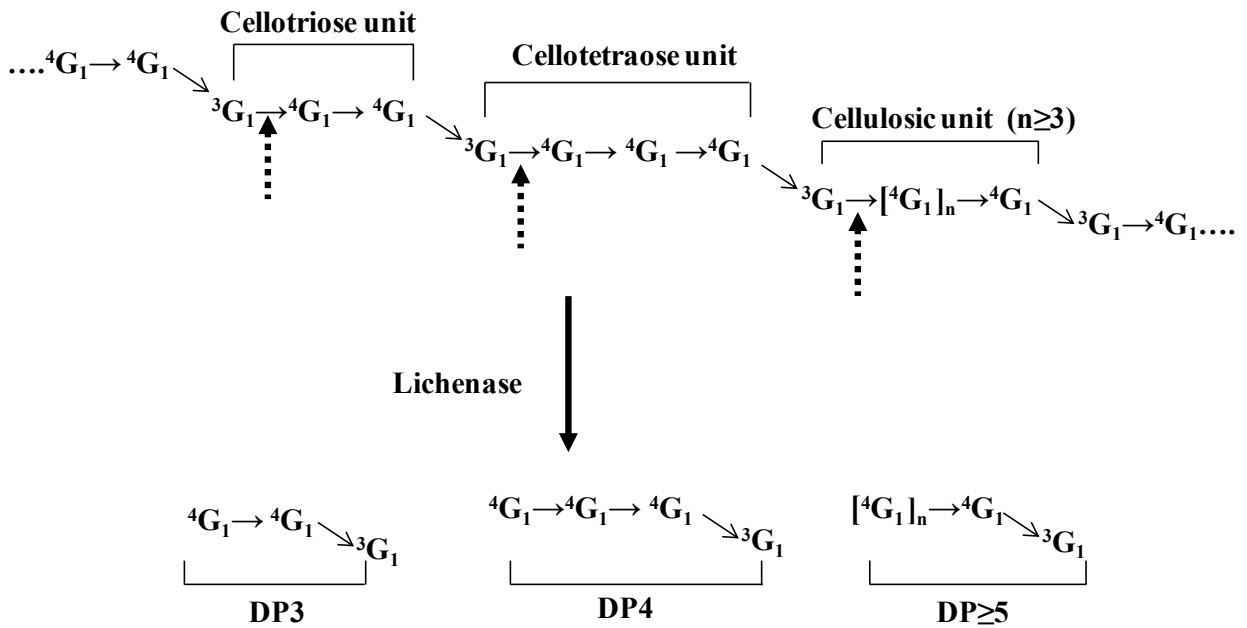 Cellotriose unit
Cellotetraose unit
Cellulosic unit (n≥3)
….⁴G₁→ ⁴G₁
³G₁→⁴G₁→ ⁴G₁
³G₁→⁴G₁→ ⁴G₁→⁴G₁
³G₁→[⁴G₁]ₙ→⁴G₁
³G₁→⁴G₁….
Lichenase
⁴G₁→ ⁴G₁
³G₁
⁴G₁→⁴G₁→ ⁴G₁
³G₁
[⁴G₁]ₙ→⁴G₁
³G₁
DP3
DP4
DP≥5